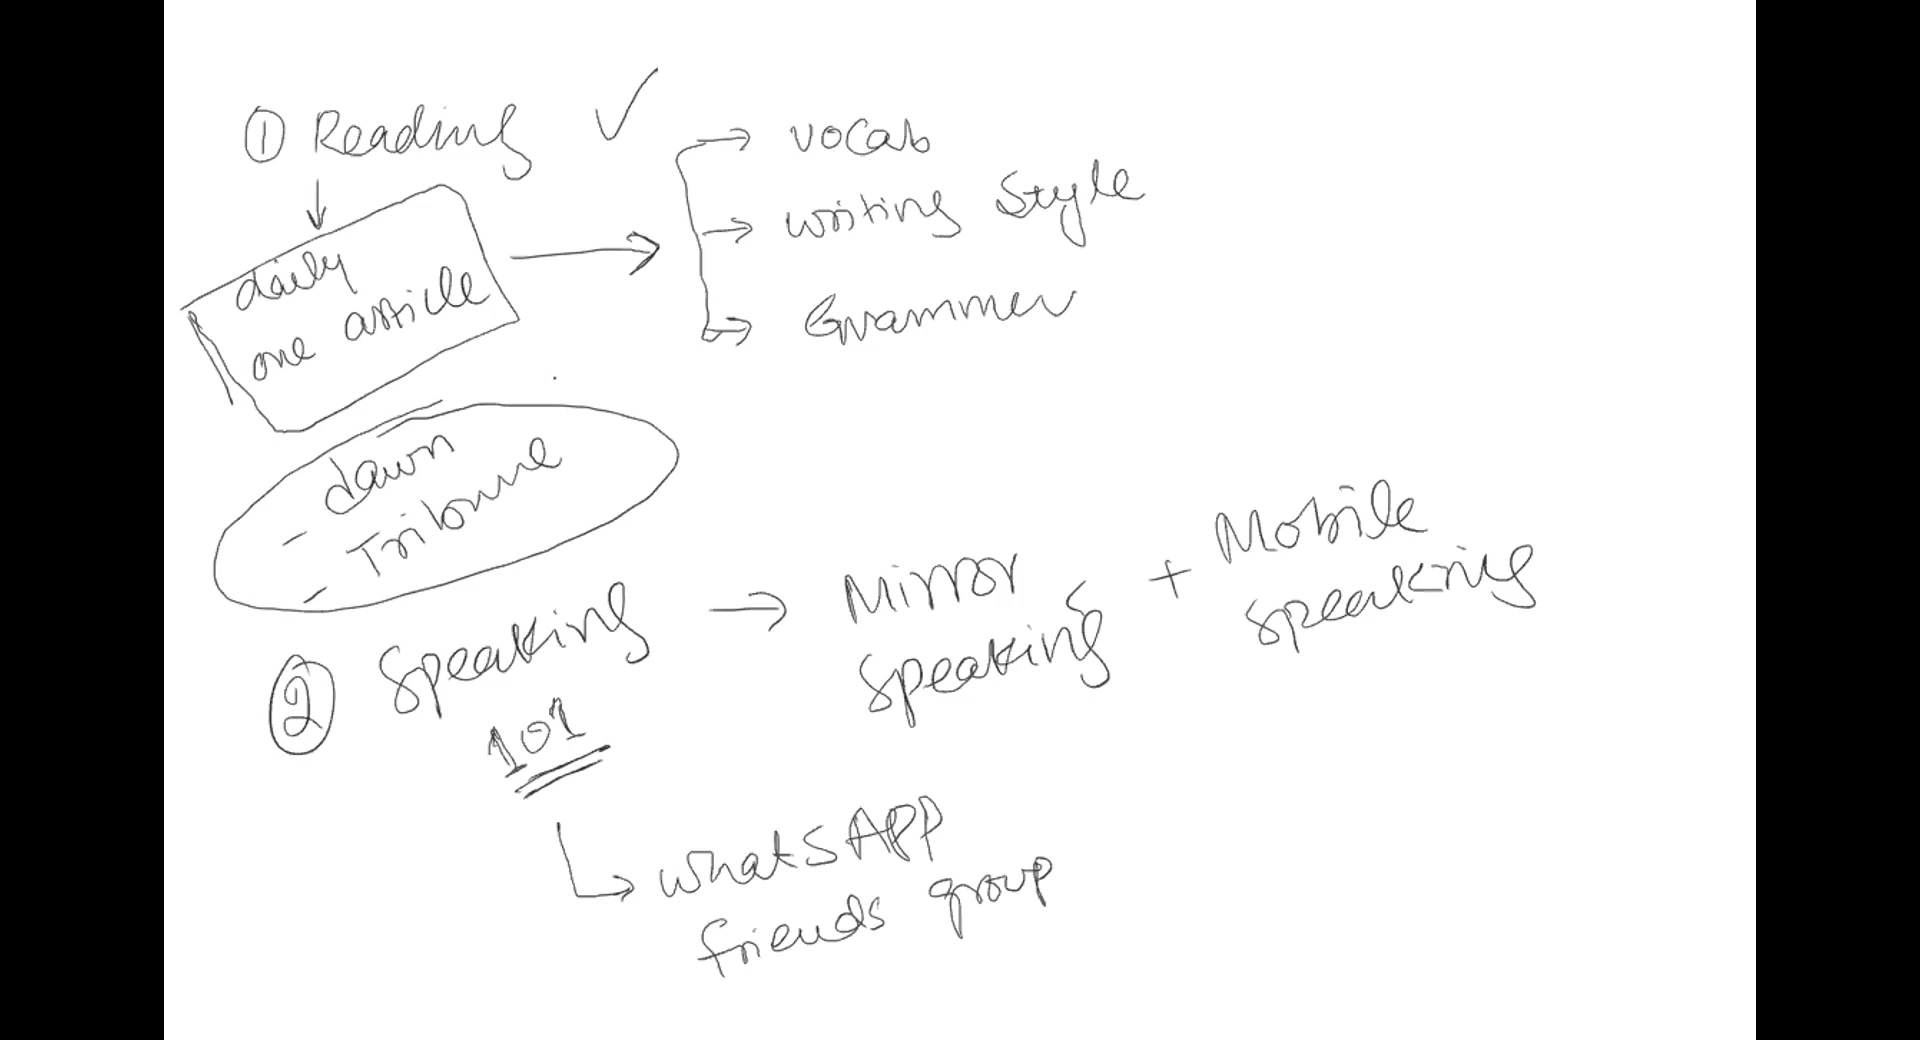 ① Reading ✓
→ vocab
→ writing Style
→ Grammer
daily
one article
- dawn
- Tribune
② Speaking → Mirror speaking + Mobile speaking
101
whatsAPP
friends group